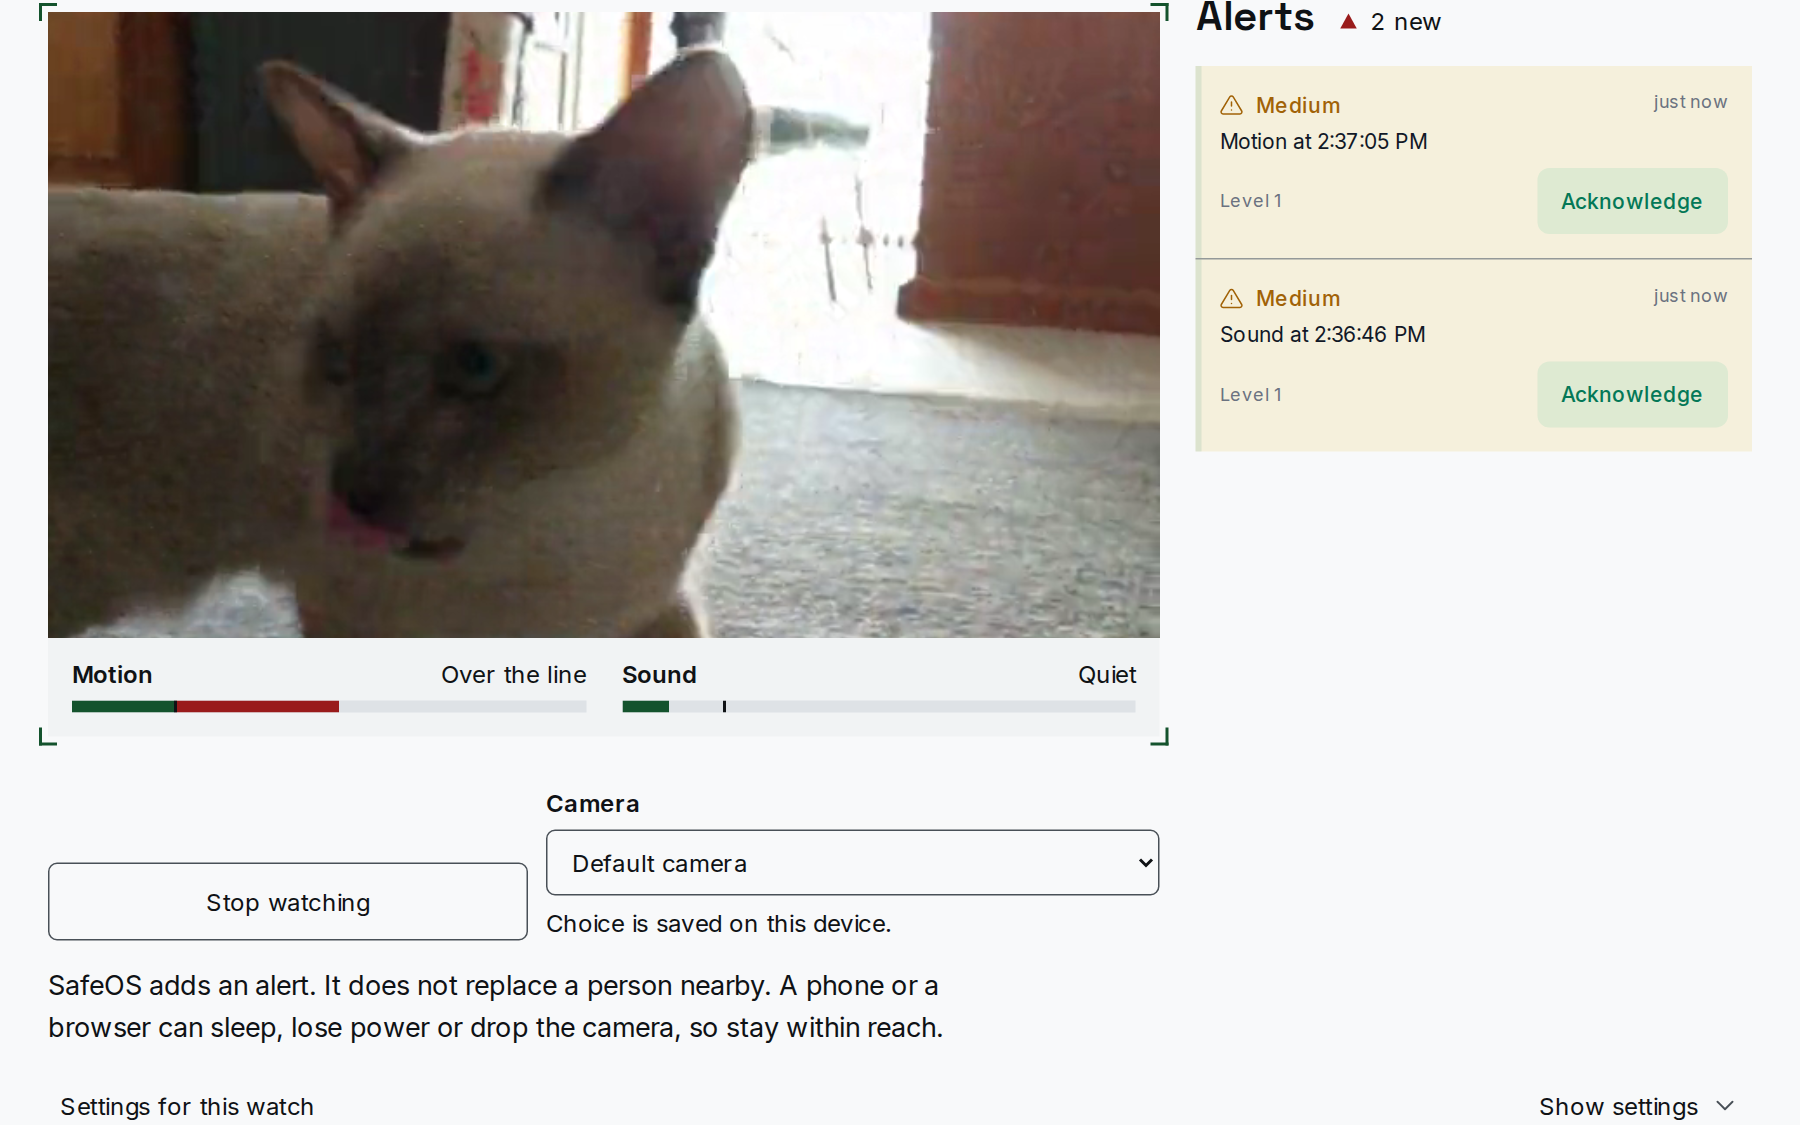 Alerts 2 new
Medium just now
Motion at 2:37:05 PM
Level 1 Acknowledge
Medium just now
Sound at 2:36:46 PM
Level 1 Acknowledge
Motion Over the line Sound Quiet
Camera
Default camera
Stop watching
Choice is saved on this device.
SafeOS adds an alert. It does not replace a person nearby. A phone or a
browser can sleep, lose power or drop the camera, so stay within reach.
Settings for this watch Show settings